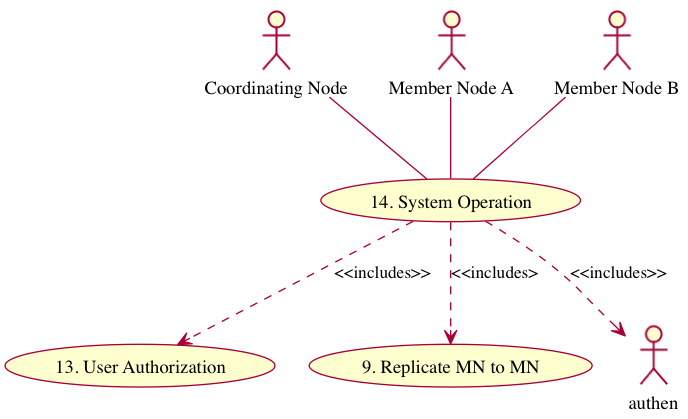 Coordinating Node
Member Node A
Member Node B
14. System Operation
<<includes>>
<<includes>
<<includes>>
13. User Authorization
9. Replicate MN to MN
authen